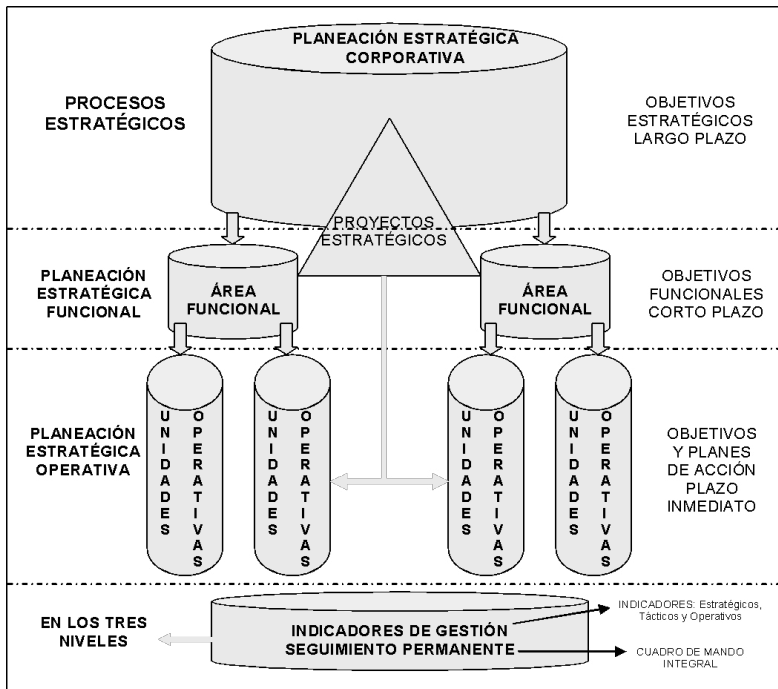 PLANEACIÓN ESTRATÉGICA
CORPORATIVA
PROCESOS
ESTRATÉGICOS
OBJETIVOS
ESTRATÉGICOS
LARGO PLAZO
PROYECTOS
ESTRATÉGICOS
PLANEACIÓN
ESTRATÉGICA
FUNCIONAL
ÁREA
FUNCIONAL
ÁREA
FUNCIONAL
OBJETIVOS
FUNCIONALES
CORTO PLAZO
PLANEACIÓN
ESTRATÉGICA
OPERATIVA
UNIDADES
OPERATIVAS
UNIDADES
OPERATIVAS
UNIDADES
OPERATIVAS
UNIDADES
OPERATIVAS
OBJETIVOS
Y PLANES
DE ACCIÓN
PLAZO
INMEDIATO
EN LOS TRES
NIVELES
INDICADORES DE GESTIÓN
SEGUIMIENTO PERMANENTE
INDICADORES: Estratégicos,
Tácticos y Operativos
CUADRO DE MANDO
INTEGRAL